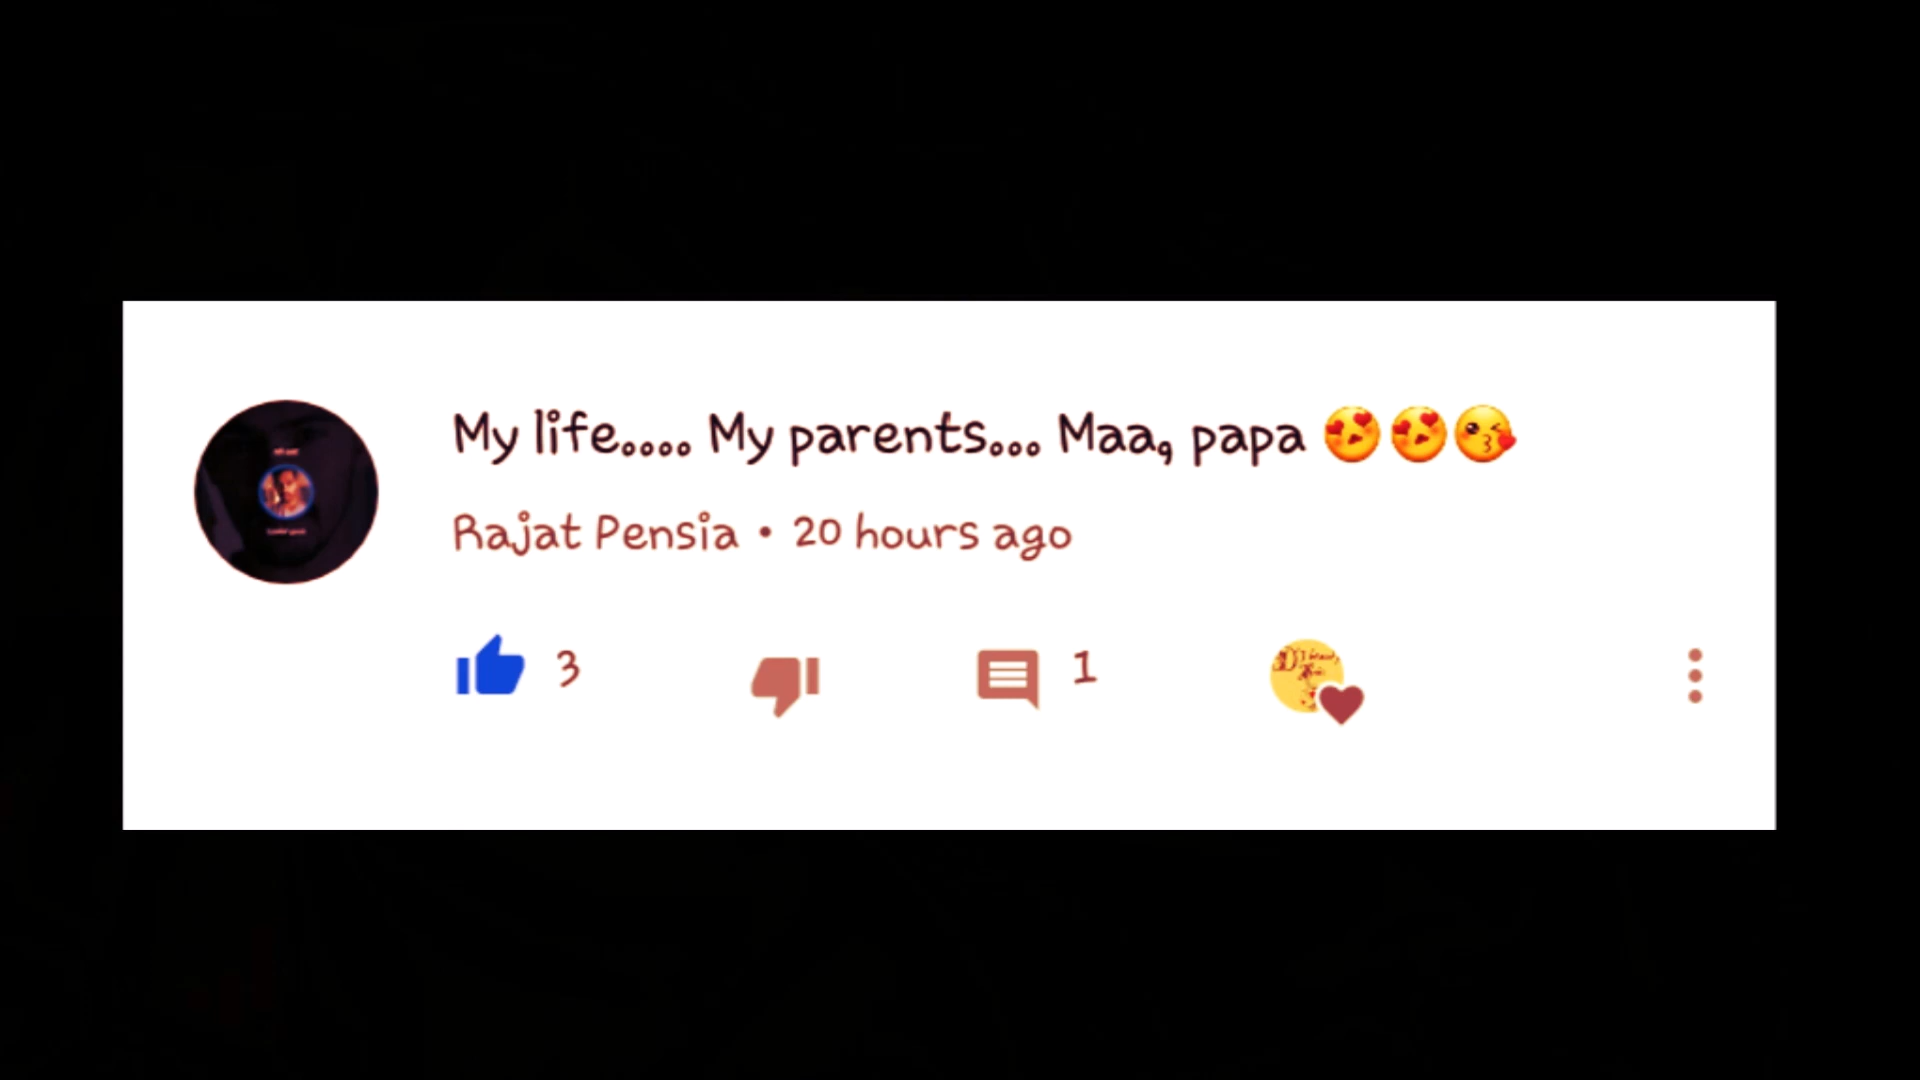 My life.... My parents... Maa, papa 😍😍😘
Rajat Pensia • 20 hours ago
3 1